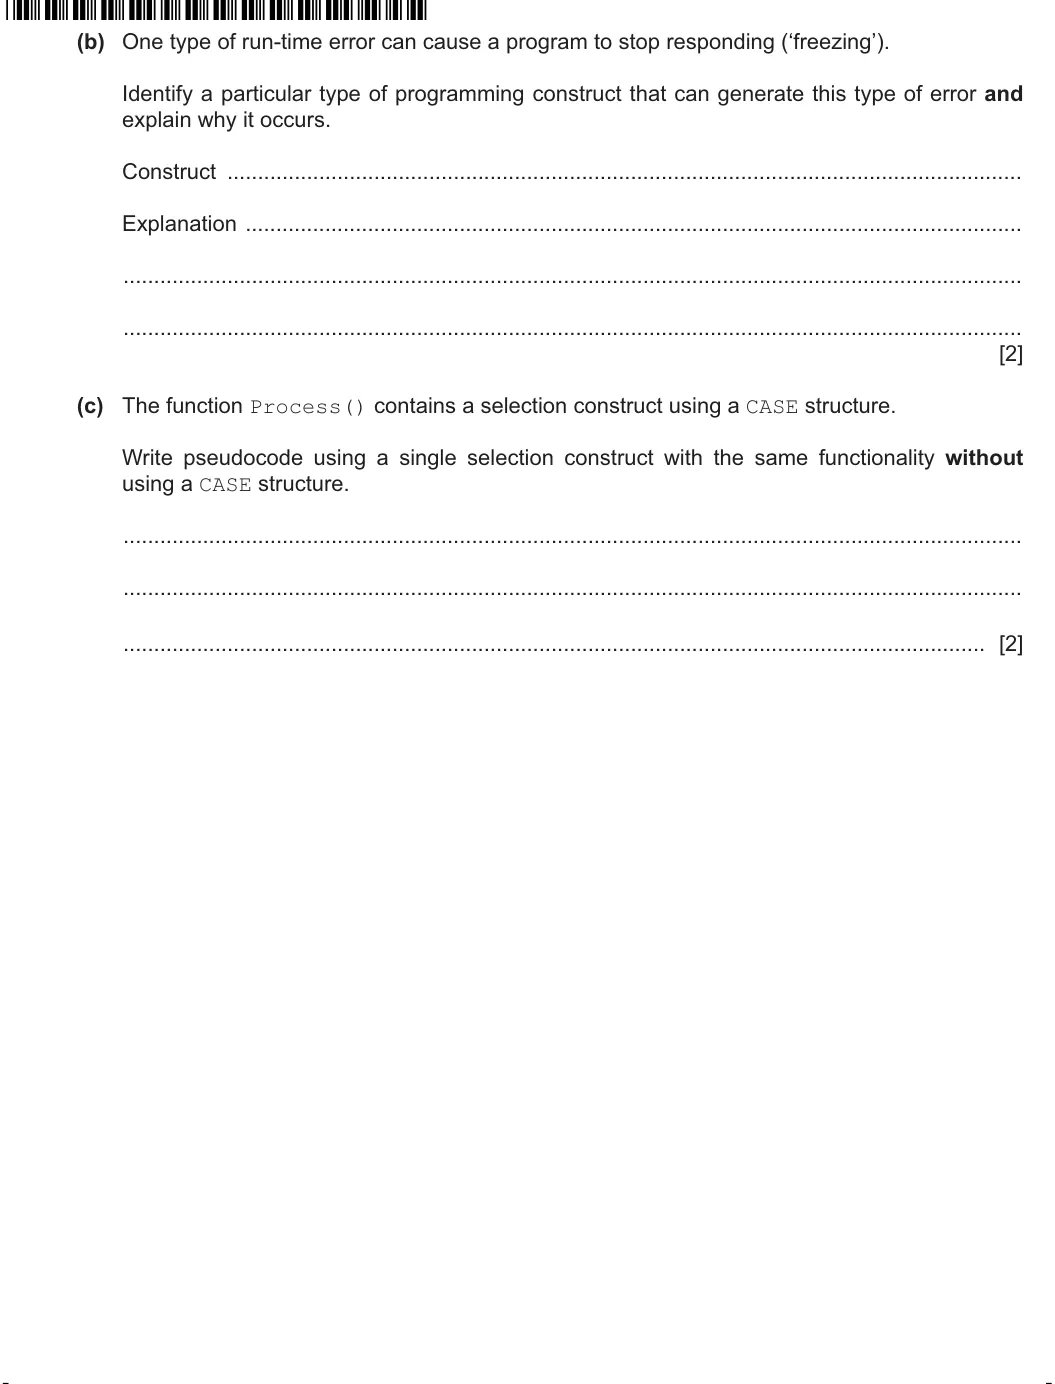 (b) One type of run-time error can cause a program to stop responding (‘freezing’).
Identify a particular type of programming construct that can generate this type of error and
explain why it occurs.
Construct ....................................................................................................................................
Explanation .................................................................................................................................
.....................................................................................................................................................
.....................................................................................................................................................
[2]
(c) The function Process() contains a selection construct using a CASE structure.
Write pseudocode using a single selection construct with the same functionality without
using a CASE structure.
.....................................................................................................................................................
.....................................................................................................................................................
............................................................................................................................................... [2]